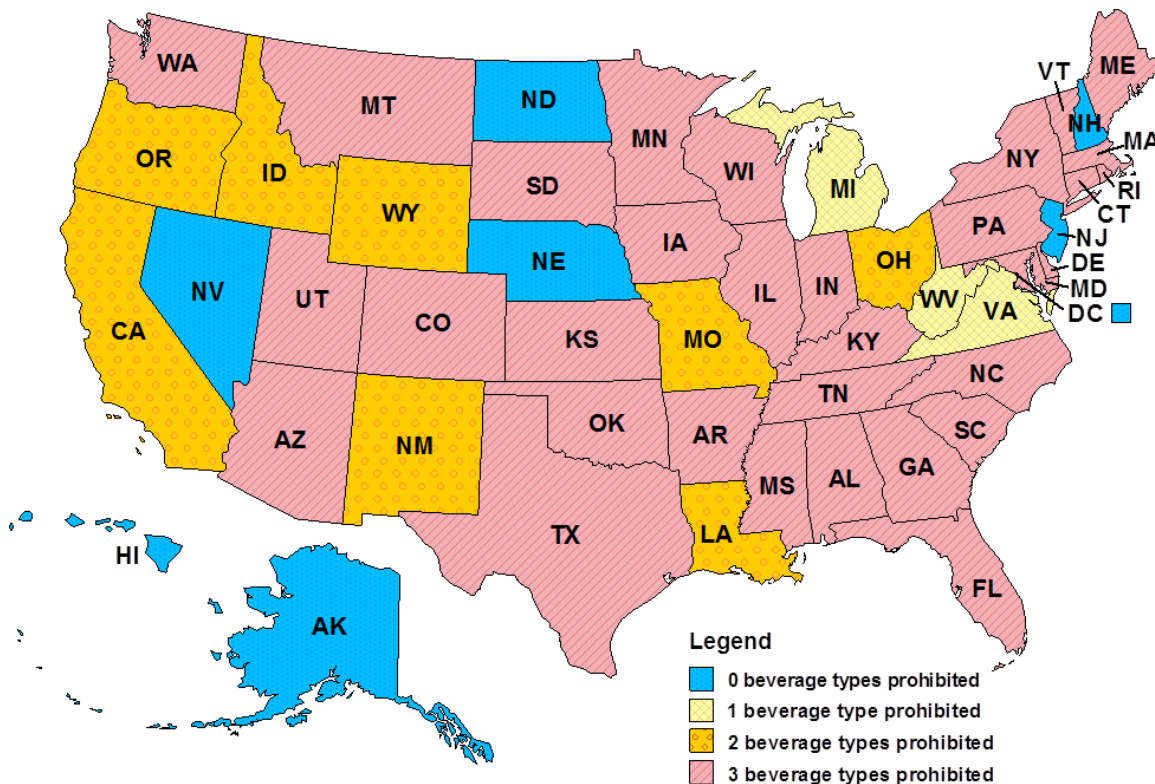 WA
MT
ND
MN
VT
ME
NH
OR
ID
WY
SD
WI
MI
NY
MA
RI
CT
NV
UT
CO
NE
IA
IL
IN
OH
PA
NJ
DE
MD
DC
WV
VA
CA
KS
MO
KY
NC
TN
AZ
NM
OK
AR
SC
MS
AL
GA
TX
LA
FL
HI
AK
Legend
0 beverage types prohibited
1 beverage type prohibited
2 beverage types prohibited
3 beverage types prohibited